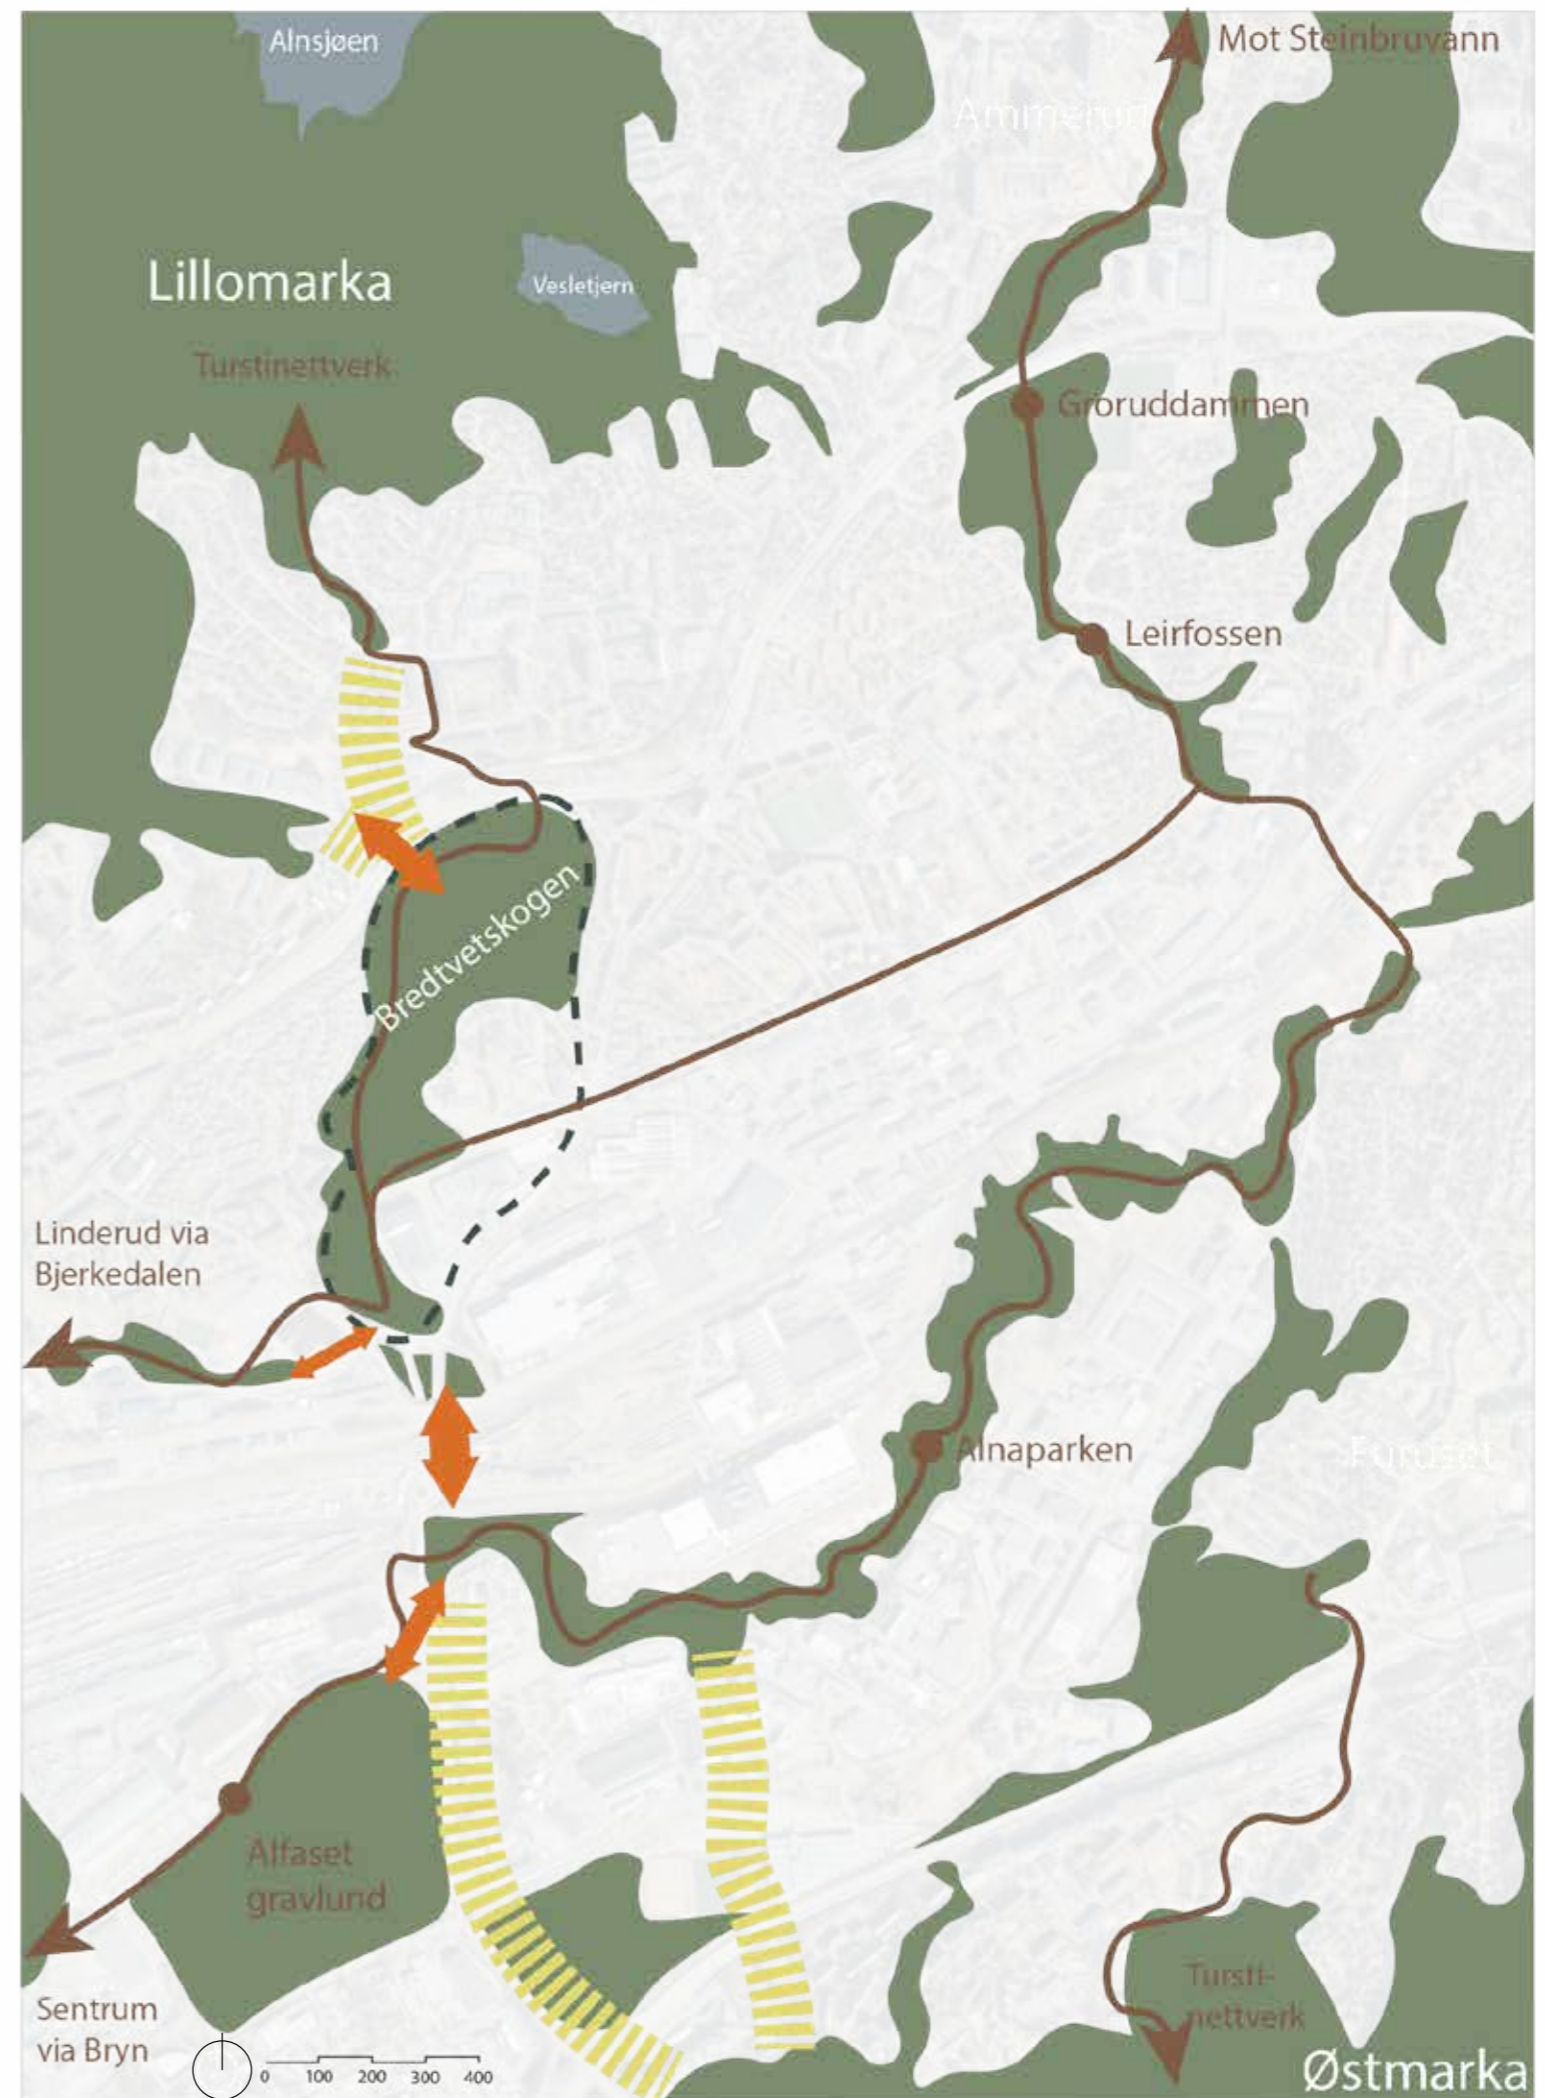 Alnsjøen
Mot Steinbruvann
Ammerud
Lillomarka
Vesletjern
Turstinettverk
Groruddammen
Leirfossen
Bredtvetskogen
Linderud via
Bjerkedalen
Alnaparken
Furuset
Alfaset
gravlund
Sentrum
via Bryn
0 100 200 300 400
Tursti-
nettverk
Østmarka